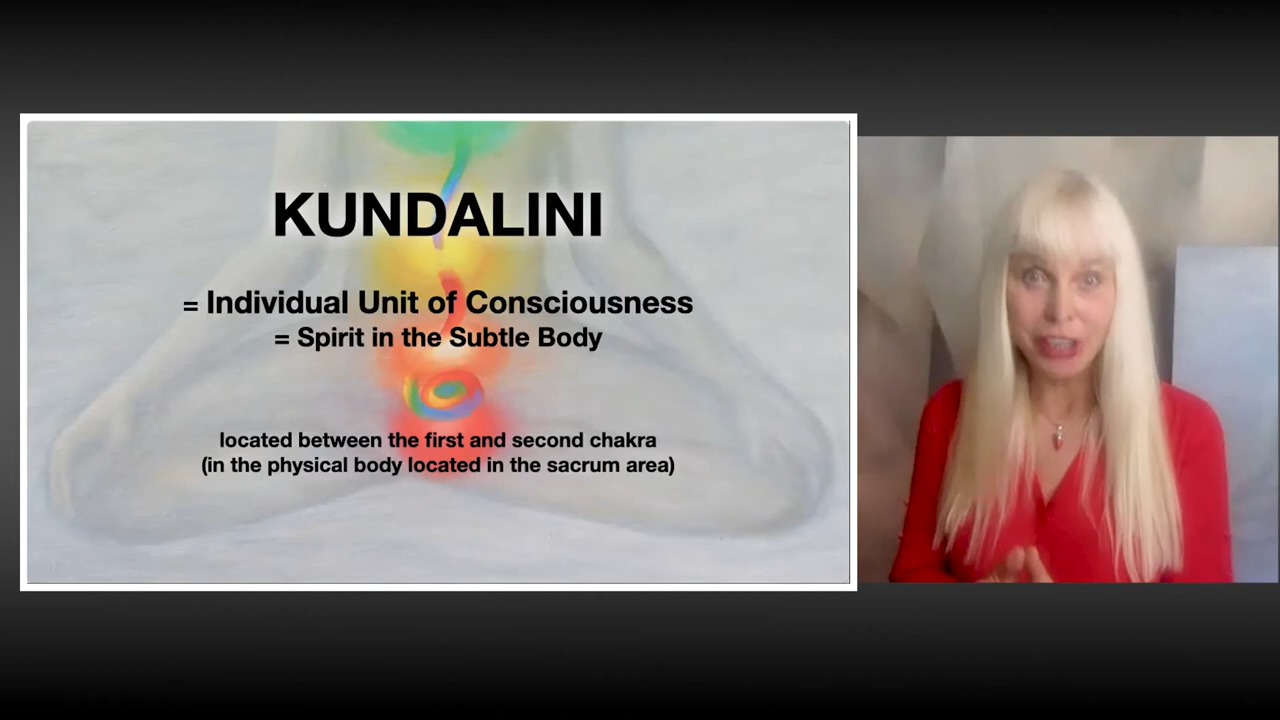 KUNDALINI
= Individual Unit of Consciousness
= Spirit in the Subtle Body
located between the first and second chakra
(in the physical body located in the sacrum area)